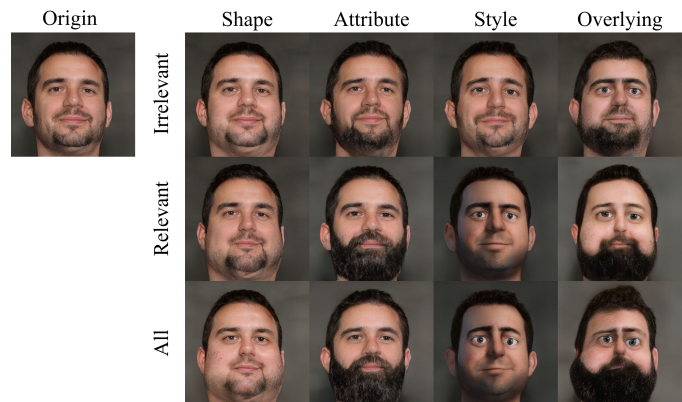 Origin
Shape
Attribute
Style
Overlying
Irrelevant
Relevant
All